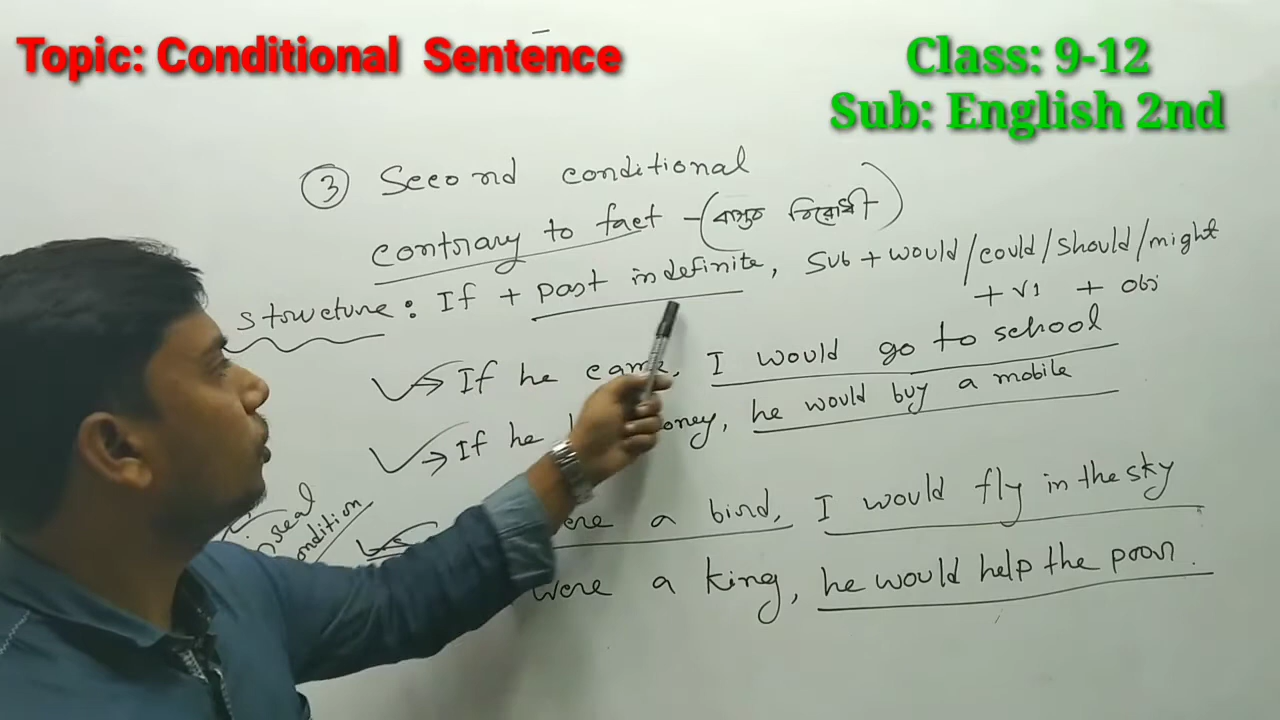 Topic: Conditional Sentence
Class: 9-12
Sub: English 2nd
③ Second conditional
contrary to fact - (বাস্তব বিরোধী)
structure: If + past indefinite, Sub + would/could/should/might
+ V1 + obj
If he came, I would go to school
If he money, he would buy a mobile
a bird, I would fly in the sky
were a king, he would help the poor.
condition